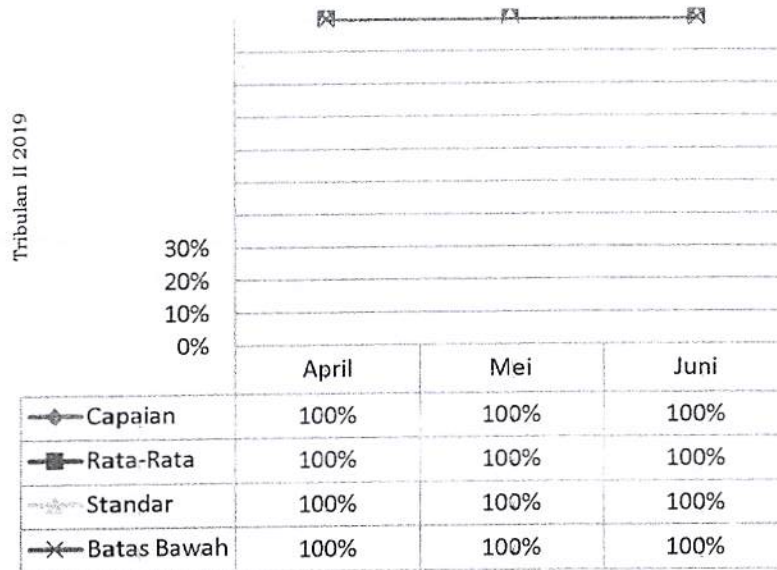 Tribulan II 2019
30%
20%
10%
0%
April Mei Juni
Capaian 100% 100% 100%
Rata-Rata 100% 100% 100%
Standar 100% 100% 100%
Batas Bawah 100% 100% 100%